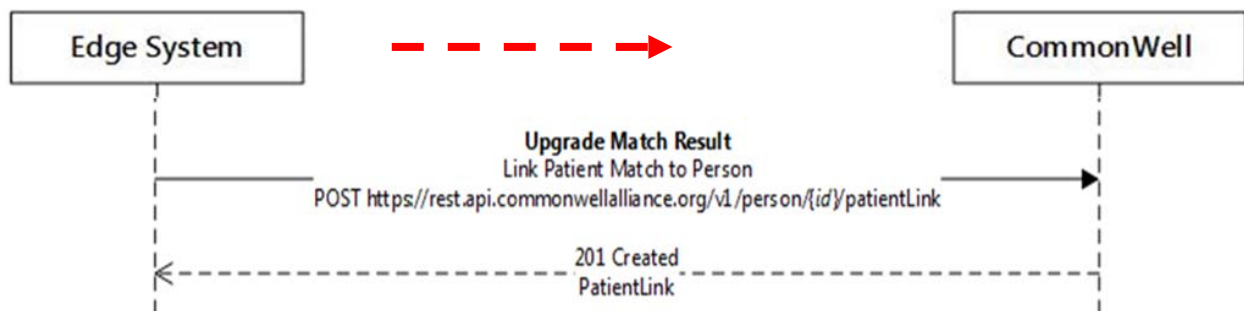 Edge System
CommonWell
Upgrade Match Result
Link Patient Match to Person
POST https://rest.api.commonwellalliance.org/v1/person/{id}/patientLink
201 Created
PatientLink